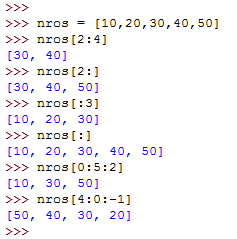 >>>
>>> nros = [10,20,30,40,50]
>>> nros[2:4]
[30, 40]
>>> nros[2:]
[30, 40, 50]
>>> nros[:3]
[10, 20, 30]
>>> nros[:]
[10, 20, 30, 40, 50]
>>> nros[0:5:2]
[10, 30, 50]
>>> nros[4:0:-1]
[50, 40, 30, 20]
>>>